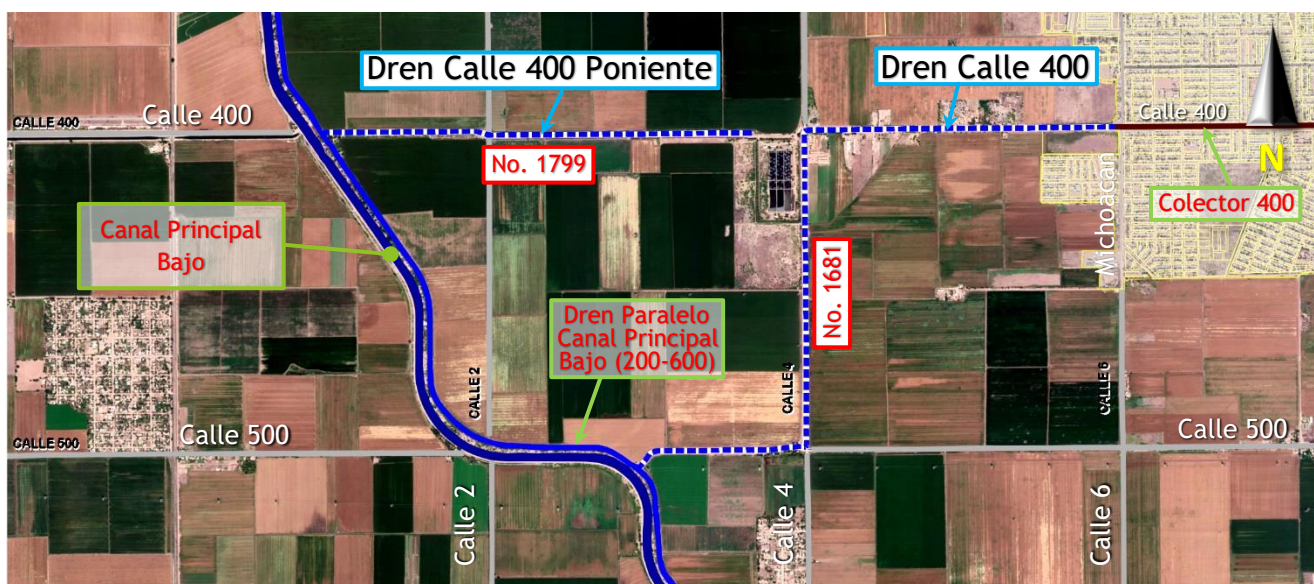 Dren Calle 400 Poniente
Dren Calle 400
Calle 400
CALLE 400
Calle 400
No. 1799
N
Colector 400
Canal Principal
Bajo
Michoacan
No. 1681
Dren Paralelo
Canal Principal
Bajo (200-600)
CALLE 2
CALLE 4
CALLE 6
CALLE 500
Calle 500
Calle 500
Calle 2
Calle 4
Calle 6